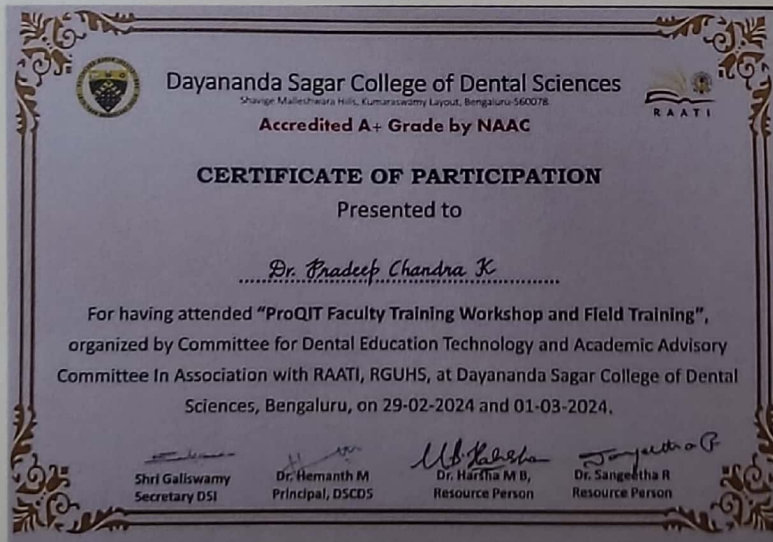 Dayananda Sagar College of Dental Sciences
Shavige Malleshwara Hills, Kumaraswamy Layout, Bengaluru-560078
RAATI
Accredited A+ Grade by NAAC
CERTIFICATE OF PARTICIPATION
Presented to
Dr. Pradeep Chandra K
For having attended “ProQIT Faculty Training Workshop and Field Training”,
organized by Committee for Dental Education Technology and Academic Advisory
Committee In Association with RAATI, RGUHS, at Dayananda Sagar College of Dental
Sciences, Bengaluru, on 29-02-2024 and 01-03-2024.
Shri Galiswamy
Secretary DSI
Dr. Hemanth M
Principal, DSCDS
Dr. Harsha M B,
Resource Person
Dr. Sangeetha R
Resource Person